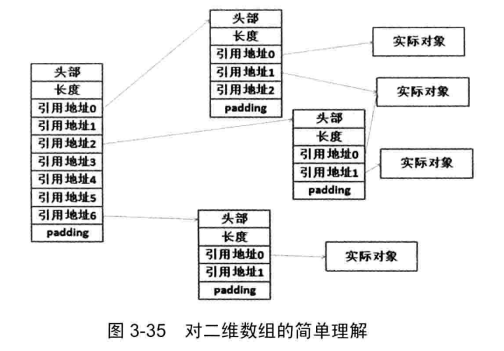 头部
长度
引用地址0
引用地址1
引用地址2
引用地址3
引用地址4
引用地址5
引用地址6
padding
头部
长度
引用地址0
引用地址1
引用地址2
padding
实际对象
实际对象
头部
长度
引用地址0
引用地址1
padding
实际对象
头部
长度
引用地址0
引用地址1
padding
实际对象
图 3-35 对二维数组的简单理解